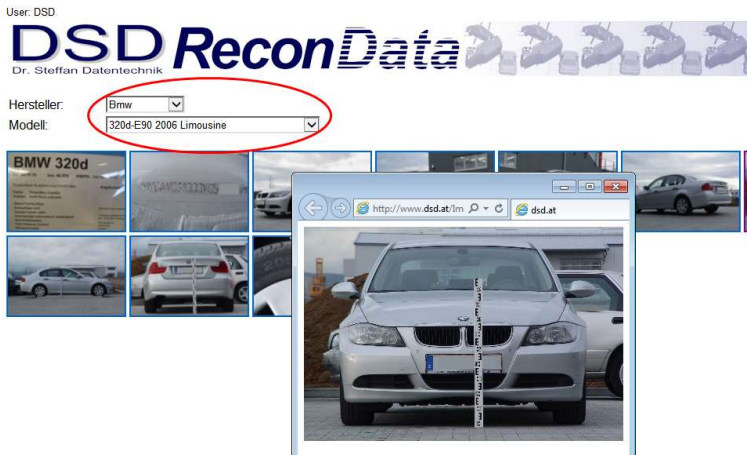 User: DSD
DSD ReconData
Dr. Steffan Datentechnik
Hersteller: Bmw
Modell: 320d-E90 2006 Limousine
BMW 320d
http://www.dsd.at/Im
dsd.at